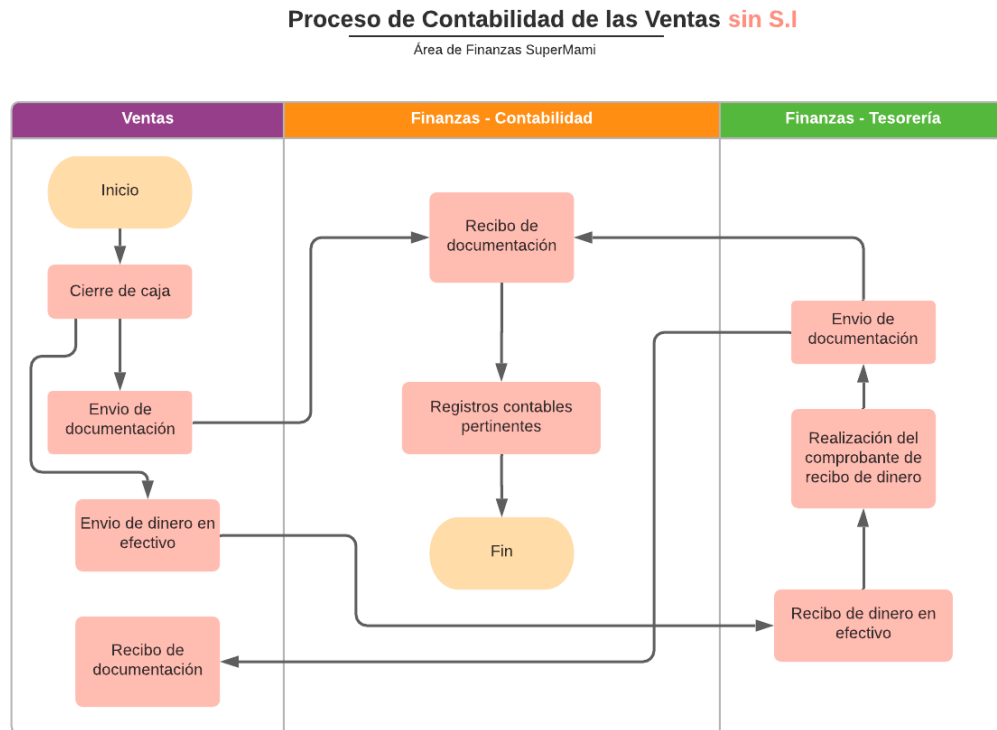 Proceso de Contabilidad de las Ventas sin S.I
Área de Finanzas SuperMami
Ventas
Finanzas - Contabilidad
Finanzas - Tesorería
Inicio
Cierre de caja
Envio de
documentación
Envio de dinero en
efectivo
Recibo de
documentación
Recibo de
documentación
Registros contables
pertinentes
Fin
Envio de
documentación
Realización del
comprobante de
recibo de dinero
Recibo de dinero en
efectivo